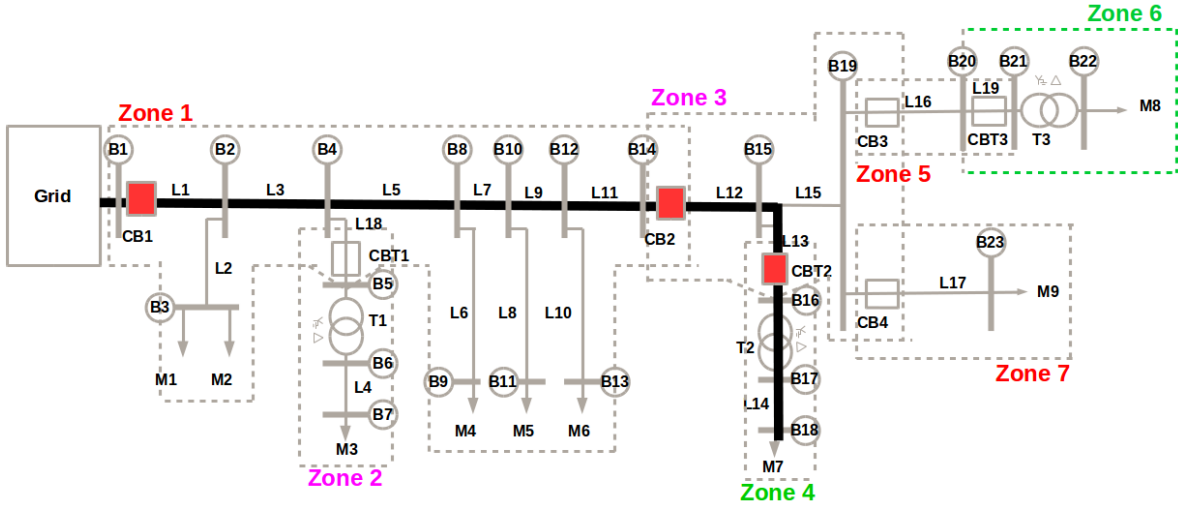 Zone 6
B19
B20
B21
B22
Zone 3
L16
L19
M8
Zone 1
CB3
CBT3
T3
B1
B2
B4
B8
B10
B12
B14
B15
Zone 5
Grid
L1
L3
L5
L7
L9
L11
L12
L15
CB1
L18
CB2
L13
B23
L2
CBT1
CBT2
B5
B16
L17
M9
B3
T1
L6
L8
L10
CB4
T2
M1
M2
B6
B9
B11
B13
B17
Zone 7
L4
L14
B7
M4
M5
M6
B18
M3
M7
Zone 2
Zone 4